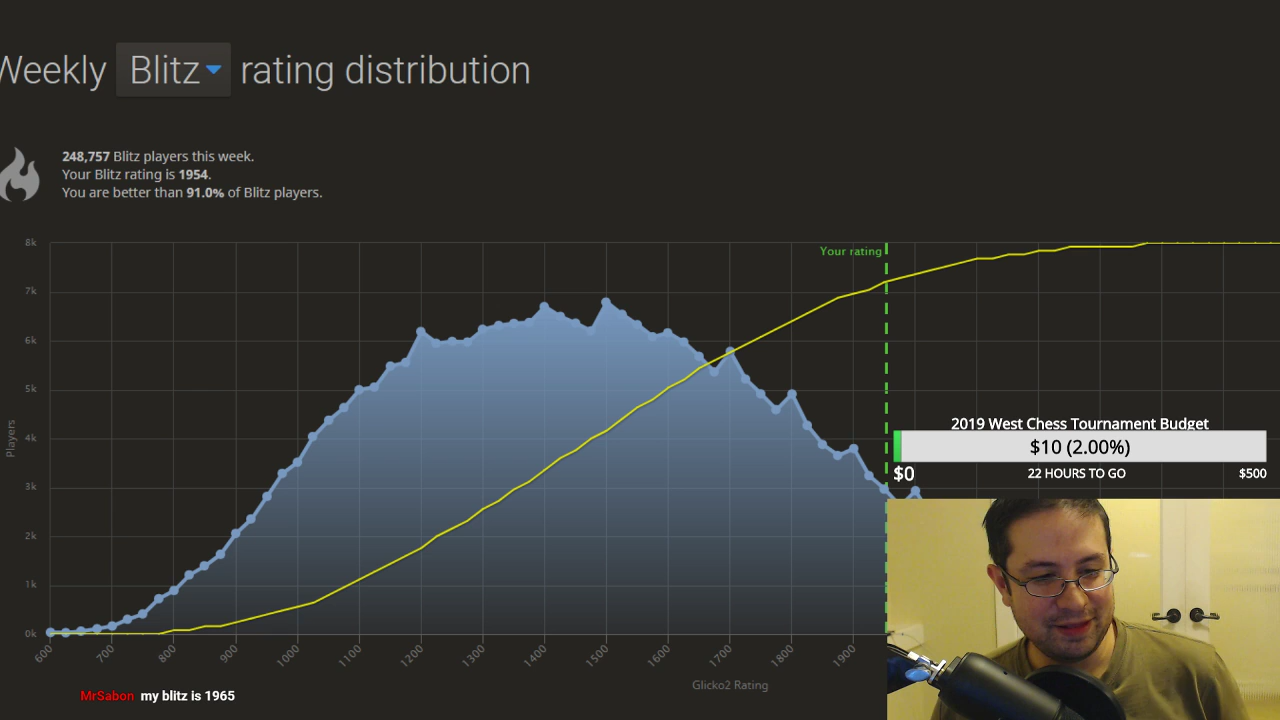 Weekly Blitz rating distribution
248,757 Blitz players this week.
Your Blitz rating is 1954.
You are better than 91.0% of Blitz players.
8k
Your rating
7k
6k
5k
4k
3k
2k
1k
0k
Players
600 700 800 900 1000 1100 1200 1300 1400 1500 1600 1700 1800 1900
Glicko2 Rating
2019 West Chess Tournament Budget
$10 (2.00%)
$0 22 HOURS TO GO $500
MrSabon my blitz is 1965